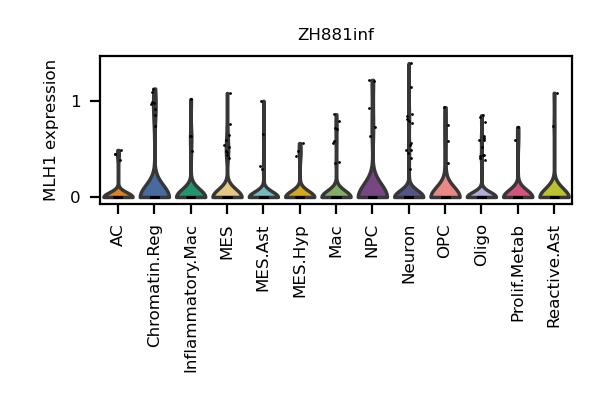 ZH881inf
MLH1 expression
1
0
AC
Chromatin.Reg
Inflammatory.Mac
MES
MES.Ast
MES.Hyp
Mac
NPC
Neuron
OPC
Oligo
Prolif.Metab
Reactive.Ast